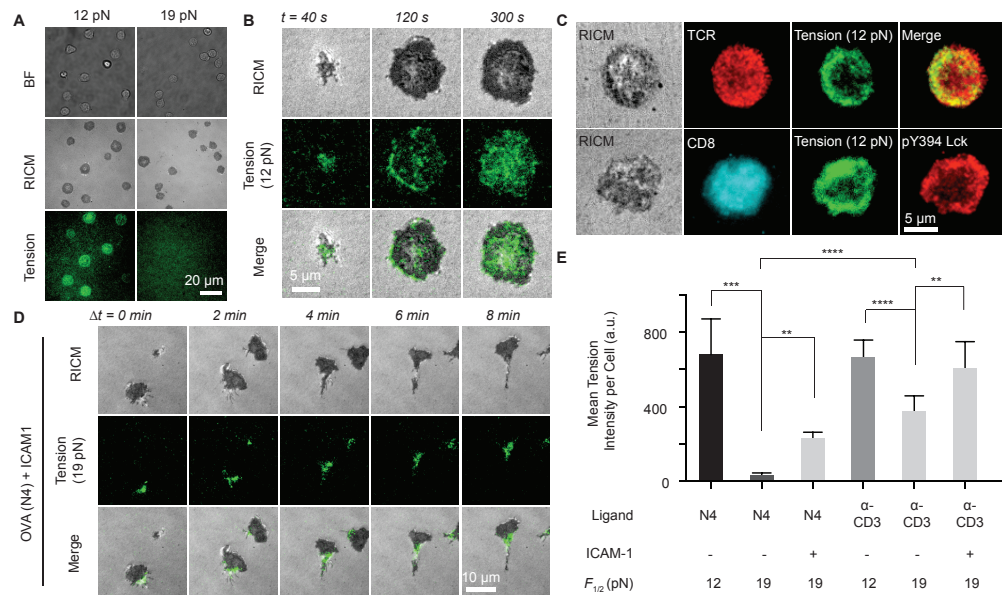 A
12 pN
19 pN
BF
RICM
Tension
20 µm
B
t = 40 s
120 s
300 s
RICM
Tension
(12 pN)
Merge
5 µm
C
RICM
TCR
Tension (12 pN)
Merge
RICM
CD8
Tension (12 pN)
pY394 Lck
5 µm
D
Δt = 0 min
2 min
4 min
6 min
8 min
OVA (N4) + ICAM1
RICM
Tension
(19 pN)
Merge
10 µm
E
****
***
**
****
**
Mean Tension
Intensity per Cell (a.u.)
800
400
0
Ligand
N4
N4
N4
α-
CD3
α-
CD3
α-
CD3
ICAM-1
-
-
+
-
-
+
F1/2 (pN)
12
19
19
12
19
19